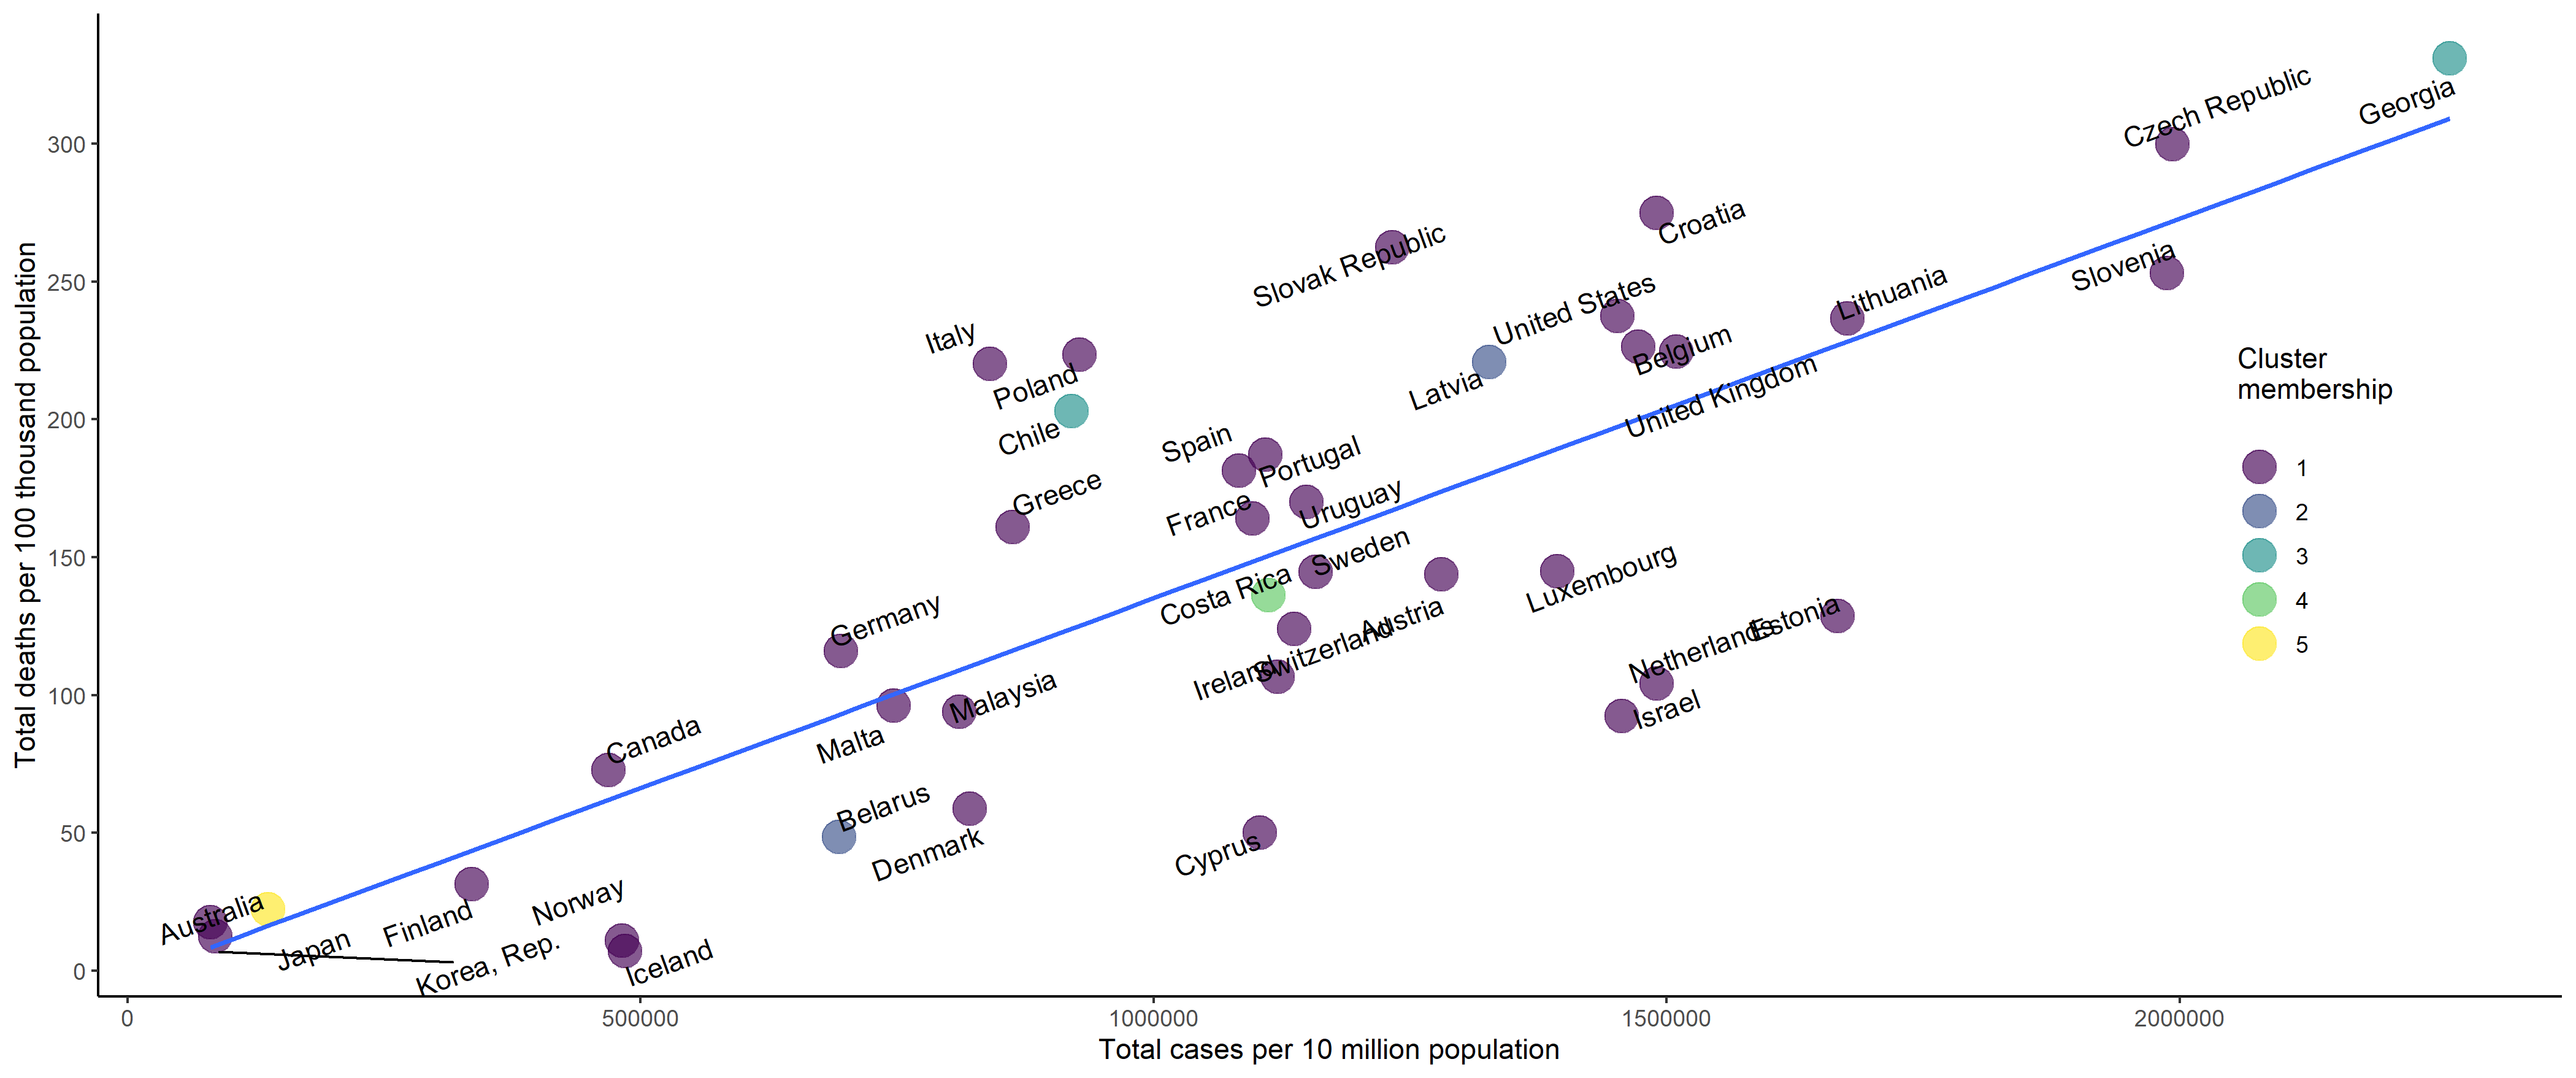 Total deaths per 100 thousand population
300
250
200
150
100
50
0
Georgia
Czech Republic
Croatia
Slovak Republic
Slovenia
Lithuania
United States
Italy
Belgium
Poland
Latvia
United Kingdom
Chile
Spain
Portugal
Greece
France
Uruguay
Sweden
Costa Rica
Luxembourg
Germany
Austria
Estonia
Switzerland
Netherlands
Ireland
Malaysia
Israel
Malta
Canada
Belarus
Denmark
Cyprus
Australia
Norway
Finland
Japan
Korea, Rep.
Iceland
Cluster
membership
1
2
3
4
5
0
500000
1000000
1500000
2000000
Total cases per 10 million population